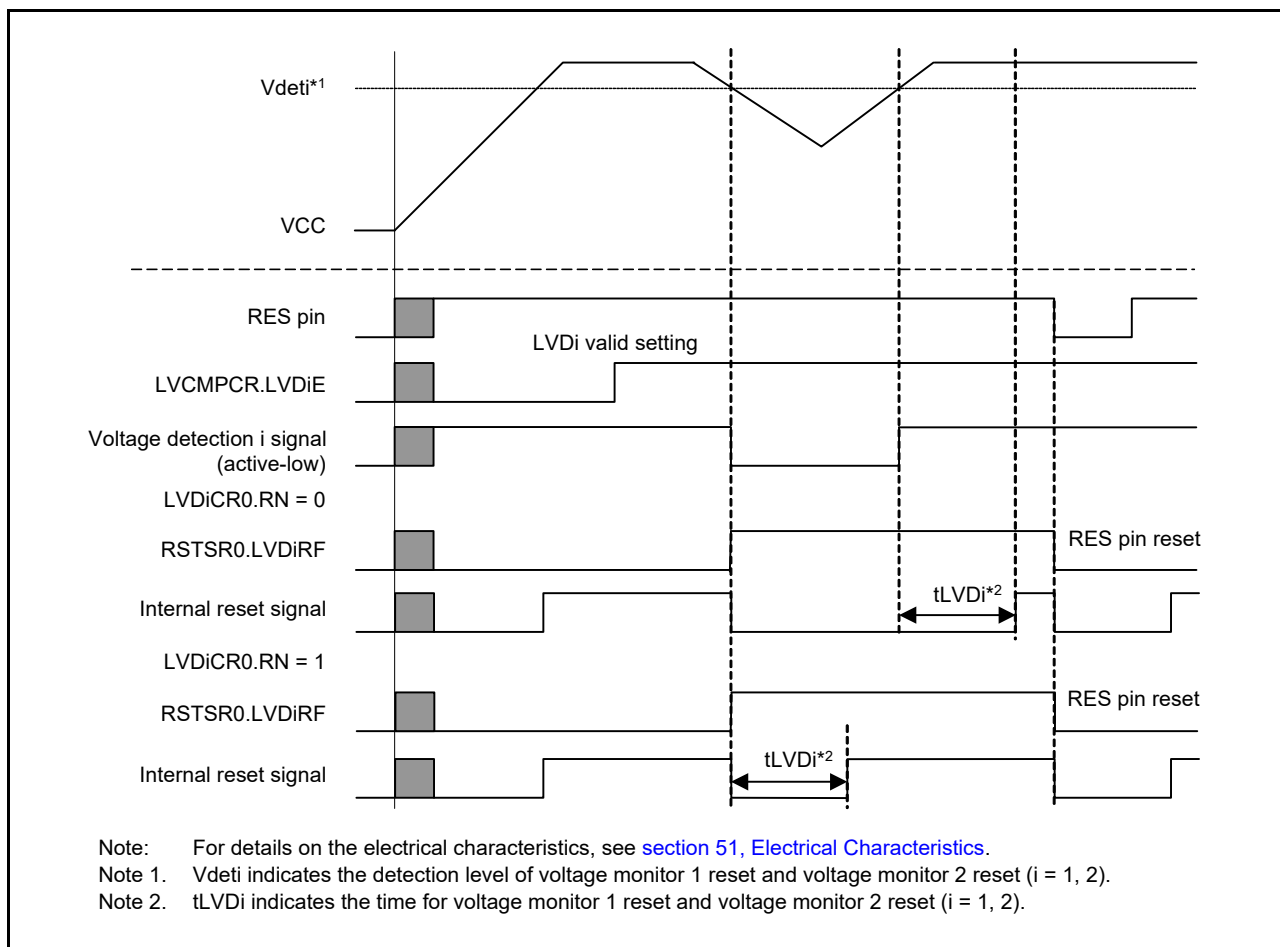 Vdeti*1
VCC
RES pin
LVDi valid setting
LVCMPCR.LVDiE
Voltage detection i signal
(active-low)
LVDiCR0.RN = 0
RSTSR0.LVDiRF
RES pin reset
Internal reset signal
tLVDi*2
LVDiCR0.RN = 1
RSTSR0.LVDiRF
RES pin reset
Internal reset signal
tLVDi*2
Note: For details on the electrical characteristics, see section 51, Electrical Characteristics.
Note 1. Vdeti indicates the detection level of voltage monitor 1 reset and voltage monitor 2 reset (i = 1, 2).
Note 2. tLVDi indicates the time for voltage monitor 1 reset and voltage monitor 2 reset (i = 1, 2).